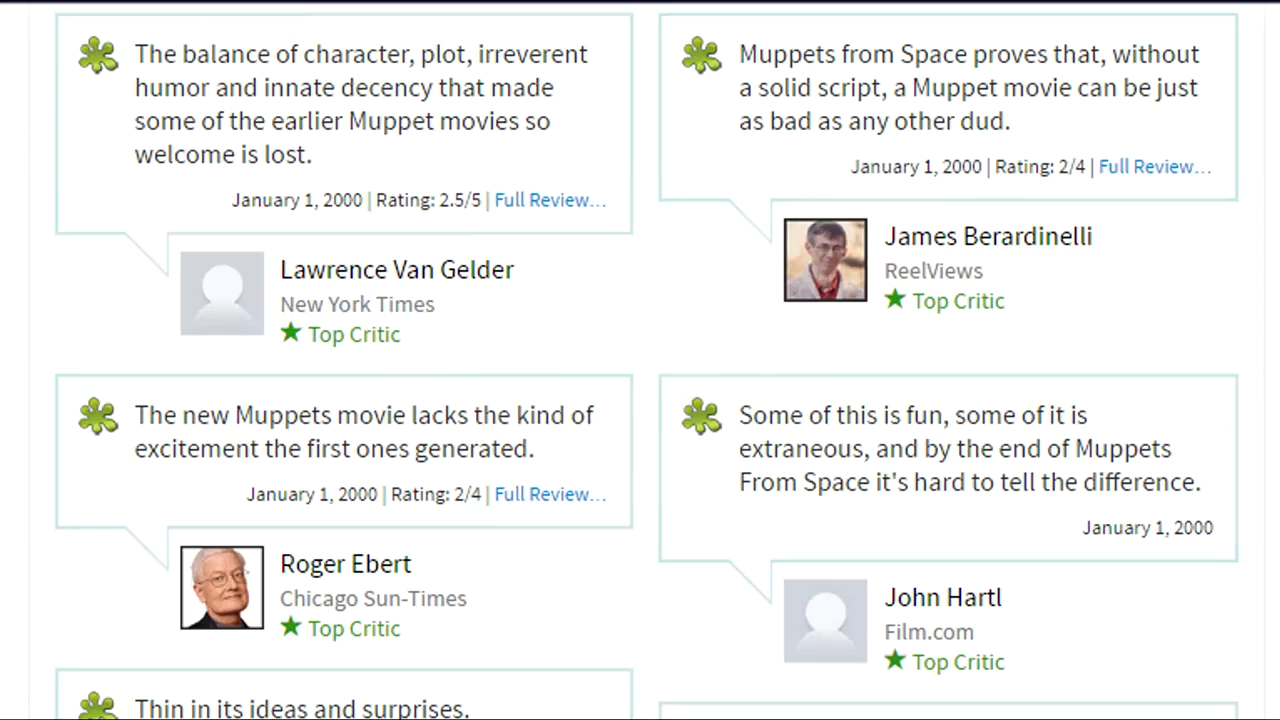 The balance of character, plot, irreverent
humor and innate decency that made
some of the earlier Muppet movies so
welcome is lost.
January 1, 2000 | Rating: 2.5/5 | Full Review...
Lawrence Van Gelder
New York Times
Top Critic
Muppets from Space proves that, without
a solid script, a Muppet movie can be just
as bad as any other dud.
January 1, 2000 | Rating: 2/4 | Full Review...
James Berardinelli
ReelViews
Top Critic
The new Muppets movie lacks the kind of
excitement the first ones generated.
January 1, 2000 | Rating: 2/4 | Full Review...
Roger Ebert
Chicago Sun-Times
Top Critic
Some of this is fun, some of it is
extraneous, and by the end of Muppets
From Space it's hard to tell the difference.
January 1, 2000
John Hartl
Film.com
Top Critic
Thin in its ideas and surprises.